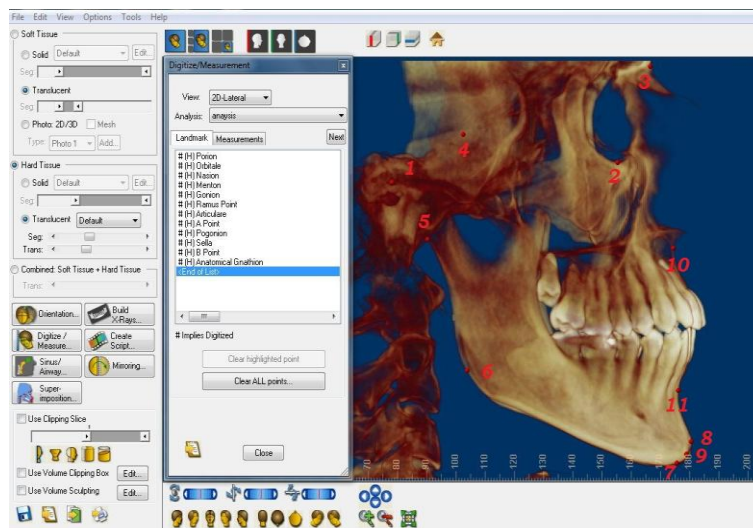 File Edit View Options Tools Help
Soft Tissue
Solid Default Edit..
Seg:
Translucent
Seg:
Photo: 2D/3D Mesh
Type: Photo 1 Add...
Hard Tissue
Solid Default Edit..
Seg:
Translucent Default
Seg:
Trans:
Combined: Soft Tissue + Hard Tissue
Trans:
Orientation...
Build X-Rays...
Digitize / Measure...
Create Script...
Sinus/ Airway...
Mirroring...
Super- imposition...
Use Clipping Slice
Use Volume Clipping Box Edit...
Use Volume Sculpting Edit...
Digitize/Measurement
View: 2D-Lateral
Analysis: anaysis
Landmark Measurements Next
# (H) Porion
# (H) Orbitale
# (H) Nasion
# (H) Menton
# (H) Gonion
# (H) Ramus Point
# (H) Articulare
# (H) A Point
# (H) Pogonion
# (H) Sella
# (H) B Point
# (H) Anatomical Gnathion
<End of List>
# Implies Digitized
Clear highlighted point
Clear ALL points...
Close
3
4
1
2
5
10
6
11
8
9
7
70 80 90 100 110 120 130 140 150 160 170 180 190 200